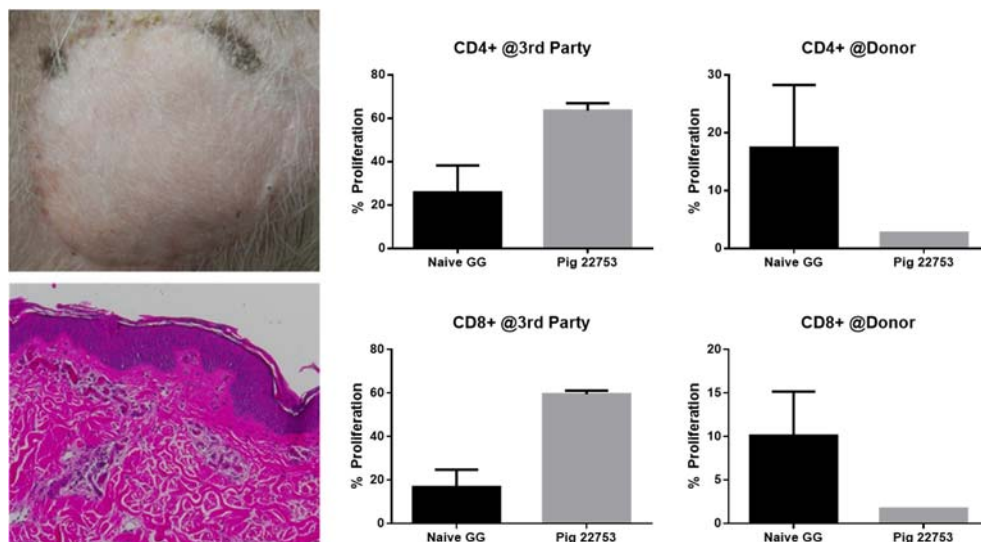 CD4+ @3rd Party
% Proliferation
80
60
40
20
0
Naive GG
Pig 22753
CD4+ @Donor
% Proliferation
30
20
10
0
Naive GG
Pig 22753
CD8+ @3rd Party
% Proliferation
80
60
40
20
0
Naive GG
Pig 22753
CD8+ @Donor
% Proliferation
20
15
10
5
0
Naive GG
Pig 22753